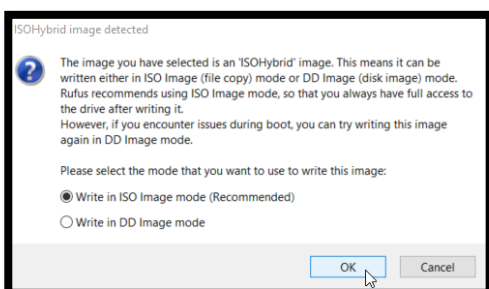 ISOHybrid image detected
The image you have selected is an 'ISOHybrid' image. This means it can be
written either in ISO Image (file copy) mode or DD Image (disk image) mode.
Rufus recommends using ISO Image mode, so that you always have full access to
the drive after writing it.
However, if you encounter issues during boot, you can try writing this image
again in DD Image mode.
Please select the mode that you want to use to write this image:
Write in ISO Image mode (Recommended)
Write in DD Image mode
OK Cancel